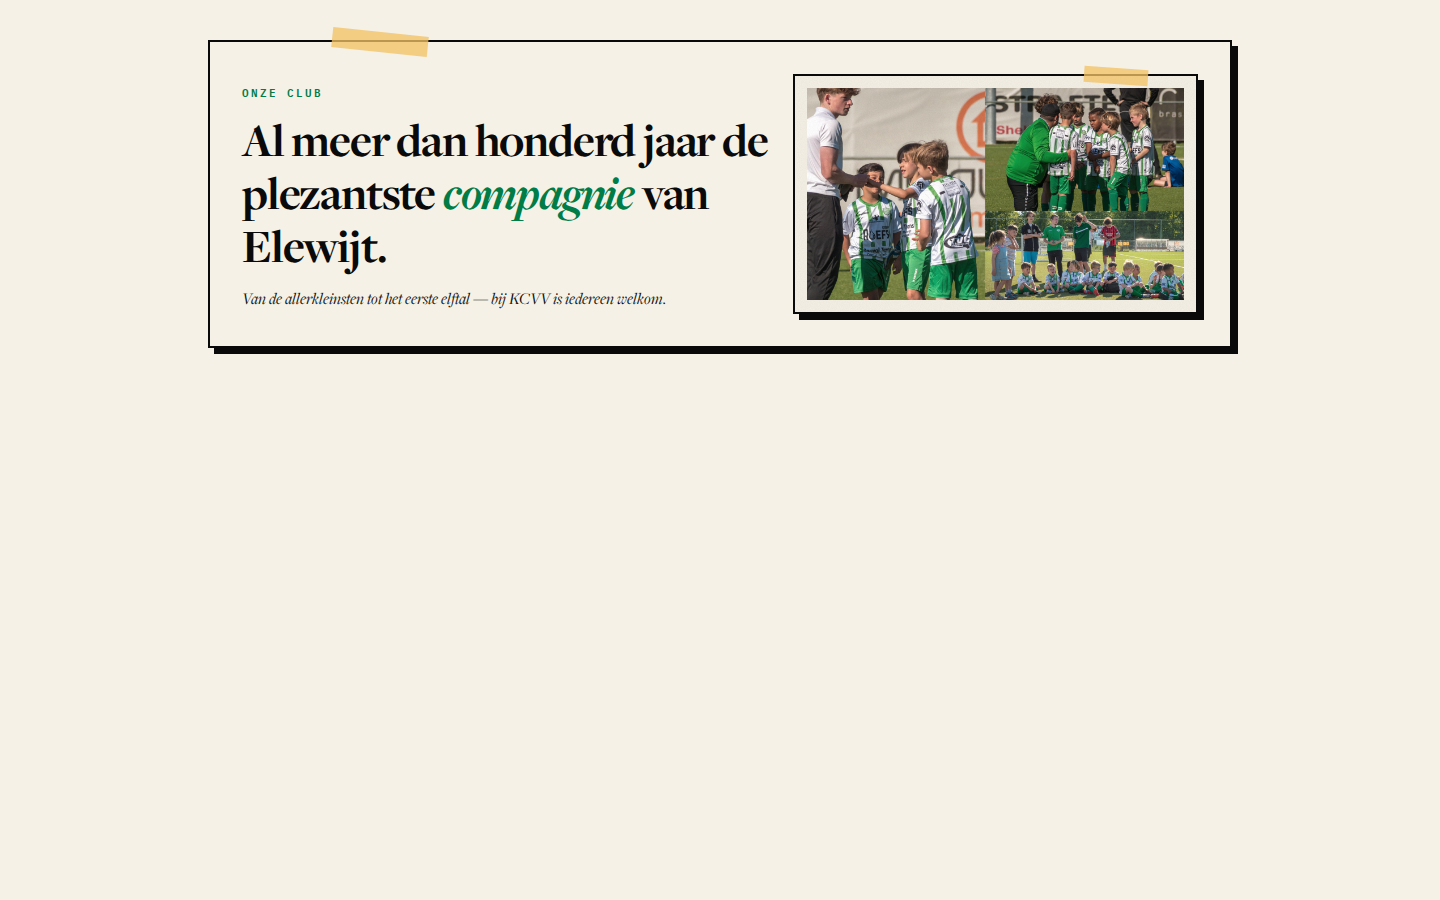 ONZE CLUB
Al meer dan honderd jaar de
plezantste compagnie van
Elewijt.
Van de allerkleinsten tot het eerste elftal — bij KCVV is iedereen welkom.